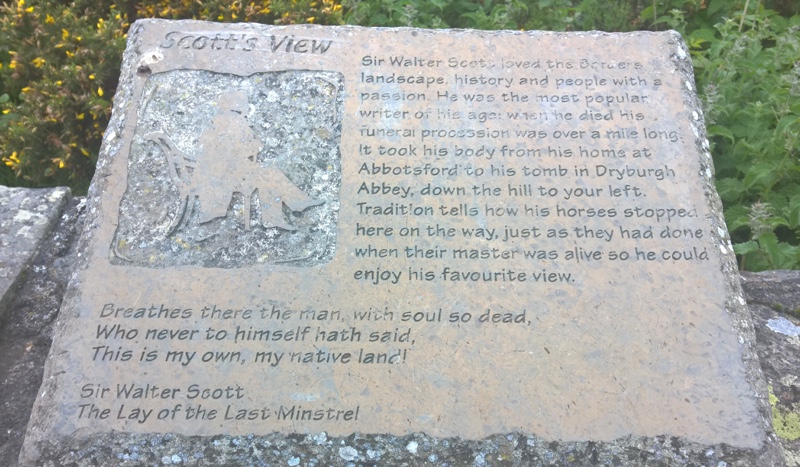 Scott's View
Sir Walter Scott loved the Borders
landscape, history and people with a
passion. He was the most popular
writer of his age: when he died his
funeral procession was over a mile long.
It took his body from his home at
Abbotsford to his tomb in Dryburgh
Abbey, down the hill to your left.
Tradition tells how his horses stopped
here on the way, just as they had done
when their master was alive so he could
enjoy his favourite view.
Breathes there the man, with soul so dead,
Who never to himself hath said,
This is my own, my native land!
Sir Walter Scott
The Lay of the Last Minstrel